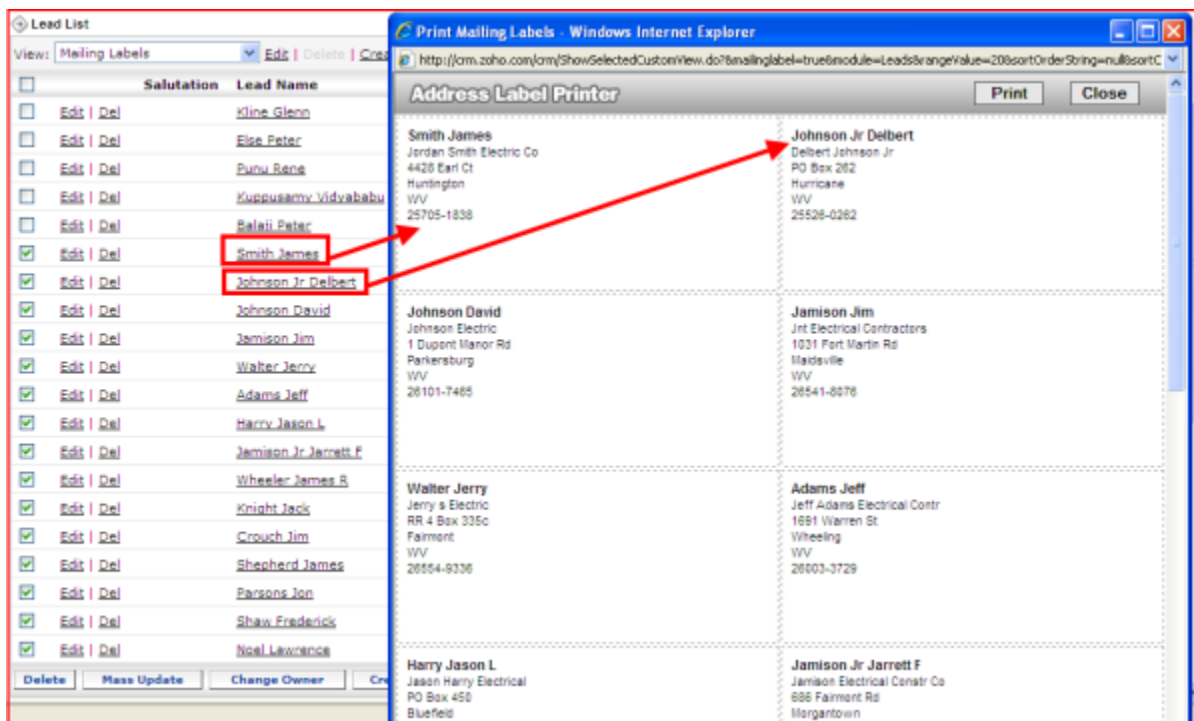 Lead List
View: Mailing Labels Edit | Delete | Crea
Salutation Lead Name
Edit | Del Kline Glenn
Edit | Del Else Peter
Edit | Del Punu Rene
Edit | Del Kuppusamy Vidyababu
Edit | Del Balaji Peter
Edit | Del Smith James
Edit | Del Johnson Jr Delbert
Edit | Del Johnson David
Edit | Del Jamison Jim
Edit | Del Walter Jerry
Edit | Del Adams Jeff
Edit | Del Harry Jason L
Edit | Del Jamison Jr Jarrett F
Edit | Del Wheeler James R
Edit | Del Knight Jack
Edit | Del Crouch Jim
Edit | Del Shepherd James
Edit | Del Parsons Jon
Edit | Del Shaw Frederick
Edit | Del Noel Lawrence
Delete Mass Update Change Owner Cre
Print Mailing Labels - Windows Internet Explorer
http://crm.zoho.com/crm/ShowSelectedCustomView.do?&mailinglabel=true&module=Leads&rangeValue=20&sortOrderString=null&sortC
Address Label Printer Print Close
Smith James
Jordan Smith Electric Co
4428 Earl Ct
Huntington
WV
25705-1838
Johnson Jr Delbert
Delbert Johnson Jr
PO Box 262
Hurricane
WV
25526-0262
Johnson David
Johnson Electric
1 Dupont Manor Rd
Parkersburg
WV
26101-7465
Jamison Jim
Jnt Electrical Contractors
1031 Fort Martin Rd
Maidsville
WV
26541-8076
Walter Jerry
Jerry s Electric
RR 4 Box 335c
Fairmont
WV
26554-9336
Adams Jeff
Jeff Adams Electrical Contr
1691 Warren St
Wheeling
WV
26003-3729
Harry Jason L
Jason Harry Electrical
PO Box 450
Bluefield
Jamison Jr Jarrett F
Jamison Electrical Constr Co
686 Fairmont Rd
Morgantown